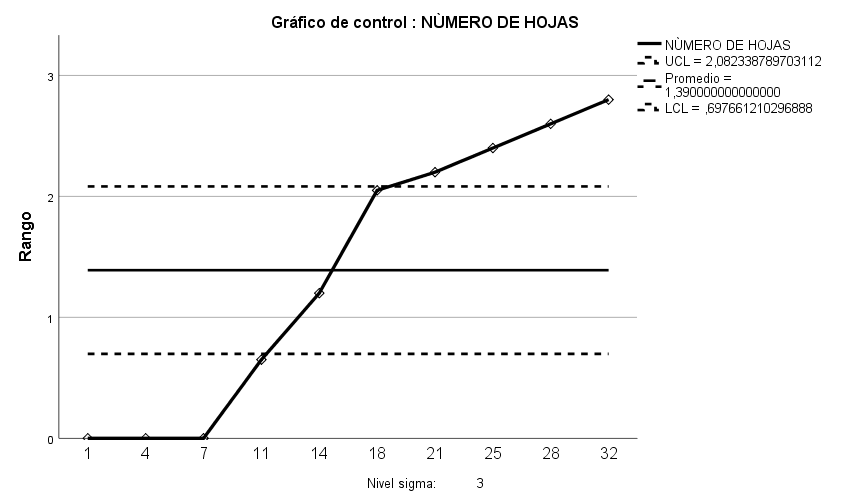 Gráfico de control : NÙMERO DE HOJAS
NÙMERO DE HOJAS
UCL = 2,082338789703112
Promedio =
1,390000000000000
LCL = ,697661210296888
Rango
3
2
1
0
1 4 7 11 14 18 21 25 28 32
Nivel sigma: 3